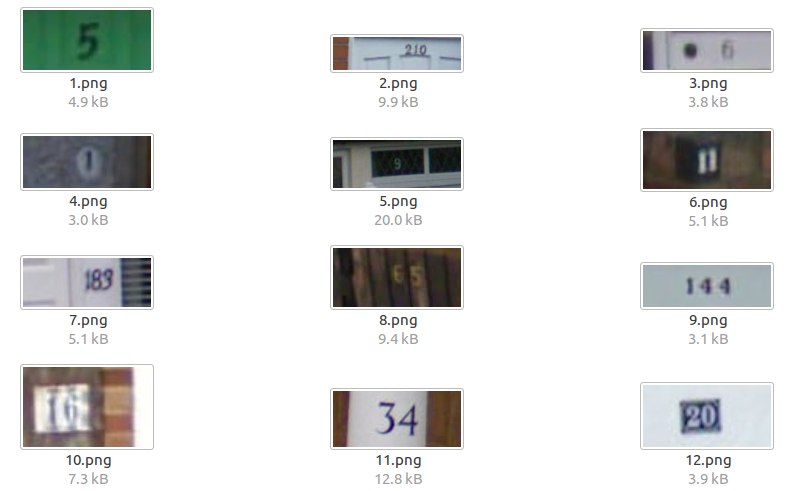 5 210 6
1.png 2.png 3.png
4.9 kB 9.9 kB 3.8 kB
1 9 11
4.png 5.png 6.png
3.0 kB 20.0 kB 5.1 kB
183 65 144
7.png 8.png 9.png
5.1 kB 9.4 kB 3.1 kB
16 34 20
10.png 11.png 12.png
7.3 kB 12.8 kB 3.9 kB